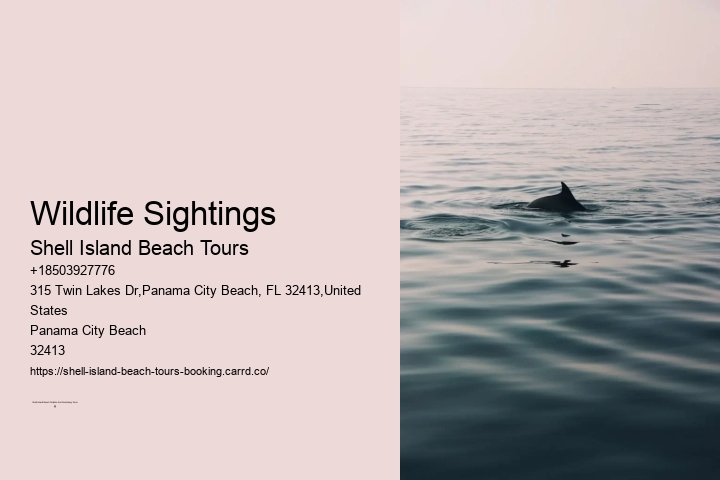 Wildlife Sightings
Shell Island Beach Tours
+18503927776
315 Twin Lakes Dr,Panama City Beach, FL 32413,United
States
Panama City Beach
32413
https://shell-island-beach-tours-booking.carrd.co/